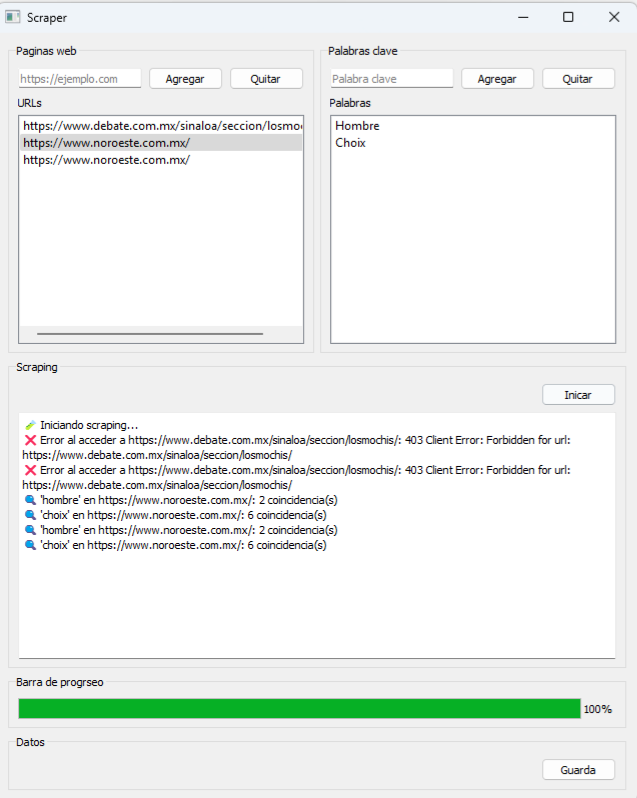 Scraper
Paginas web
https://ejemplo.com
Agregar
Quitar
URLs
https://www.debate.com.mx/sinaloa/seccion/losmoc
https://www.noroeste.com.mx/
https://www.noroeste.com.mx/
Palabras clave
Palabra clave
Agregar
Quitar
Palabras
Hombre
Choix
Scraping
Inicar
Iniciando scraping...
Error al acceder a https://www.debate.com.mx/sinaloa/seccion/losmochis/: 403 Client Error: Forbidden for url:
https://www.debate.com.mx/sinaloa/seccion/losmochis/
Error al acceder a https://www.debate.com.mx/sinaloa/seccion/losmochis/: 403 Client Error: Forbidden for url:
https://www.debate.com.mx/sinaloa/seccion/losmochis/
'hombre' en https://www.noroeste.com.mx/: 2 coincidencia(s)
'choix' en https://www.noroeste.com.mx/: 6 coincidencia(s)
'hombre' en https://www.noroeste.com.mx/: 2 coincidencia(s)
'choix' en https://www.noroeste.com.mx/: 6 coincidencia(s)
Barra de progrseo
100%
Datos
Guarda